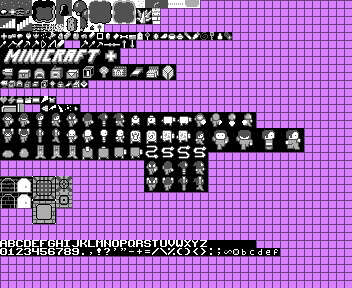 MINICRAFT +
ABCDEFGHIJKLMNOPQRSTUVWXYZ
0123456789.,!?'"-+=/\%()<>:;